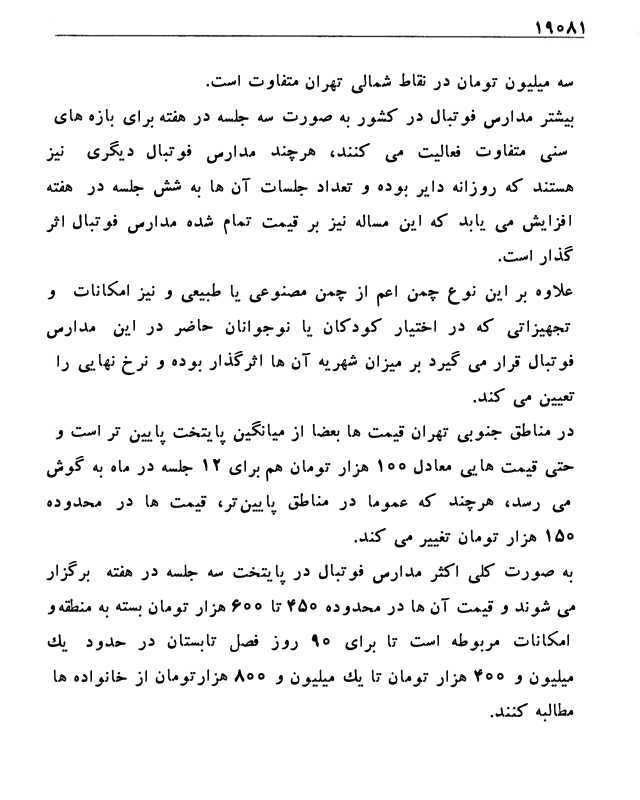 ۱۹۰۸۱
سه میلیون تومان در نقاط شمالی تهران متفاوت است.
بیشتر مدارس فوتبال در کشور به صورت سه جلسه در هفته برای بازه های
سنی متفاوت فعالیت می کنند، هرچند مدارس فوتبال دیگری نیز
هستند که روزانه دایر بوده و تعداد جلسات آن ها به شش جلسه در هفته
افزایش می یابد که این مساله نیز بر قیمت تمام شده مدارس فوتبال اثر
گذار است.
علاوه بر این نوع چمن اعم از چمن مصنوعی یا طبیعی و نیز امکانات و
تجهیزاتی که در اختیار کودکان یا نوجوانان حاضر در این مدارس
فوتبال قرار می گیرد بر میزان شهریه آن ها اثرگذار بوده و نرخ نهایی را
تعیین می کند.
در مناطق جنوبی تهران قیمت ها بعضا از میانگین پایتخت پایین تر است و
حتی قیمت هایی معادل ۱۰۰ هزار تومان هم برای ۱۲ جلسه در ماه به گوش
می رسد، هرچند که عموما در مناطق پایین‌تر، قیمت ها در محدوده
۱۵۰ هزار تومان تغییر می کند.
به صورت کلی اکثر مدارس فوتبال در پایتخت سه جلسه در هفته برگزار
می شوند و قیمت آن ها در محدوده ۴۵۰ تا ۶۰۰ هزار تومان بسته به منطقه و
امکانات مربوطه است تا برای ۹۰ روز فصل تابستان در حدود یك
میلیون و ۴۰۰ هزار تومان تا یك میلیون و ۸۰۰ هزارتومان از خانواده ها
مطالبه کنند.